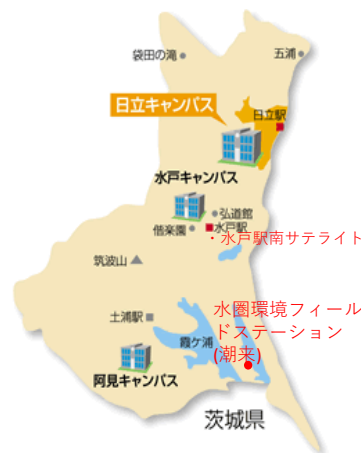 袋田の滝
五浦
日立キャンパス
日立駅
水戸キャンパス
弘道館
偕楽園
水戸駅
・水戸駅南サテライト
筑波山
水圏環境フィール
ドステーション
(潮来)
土浦駅
霞ケ浦
阿見キャンパス
茨城県